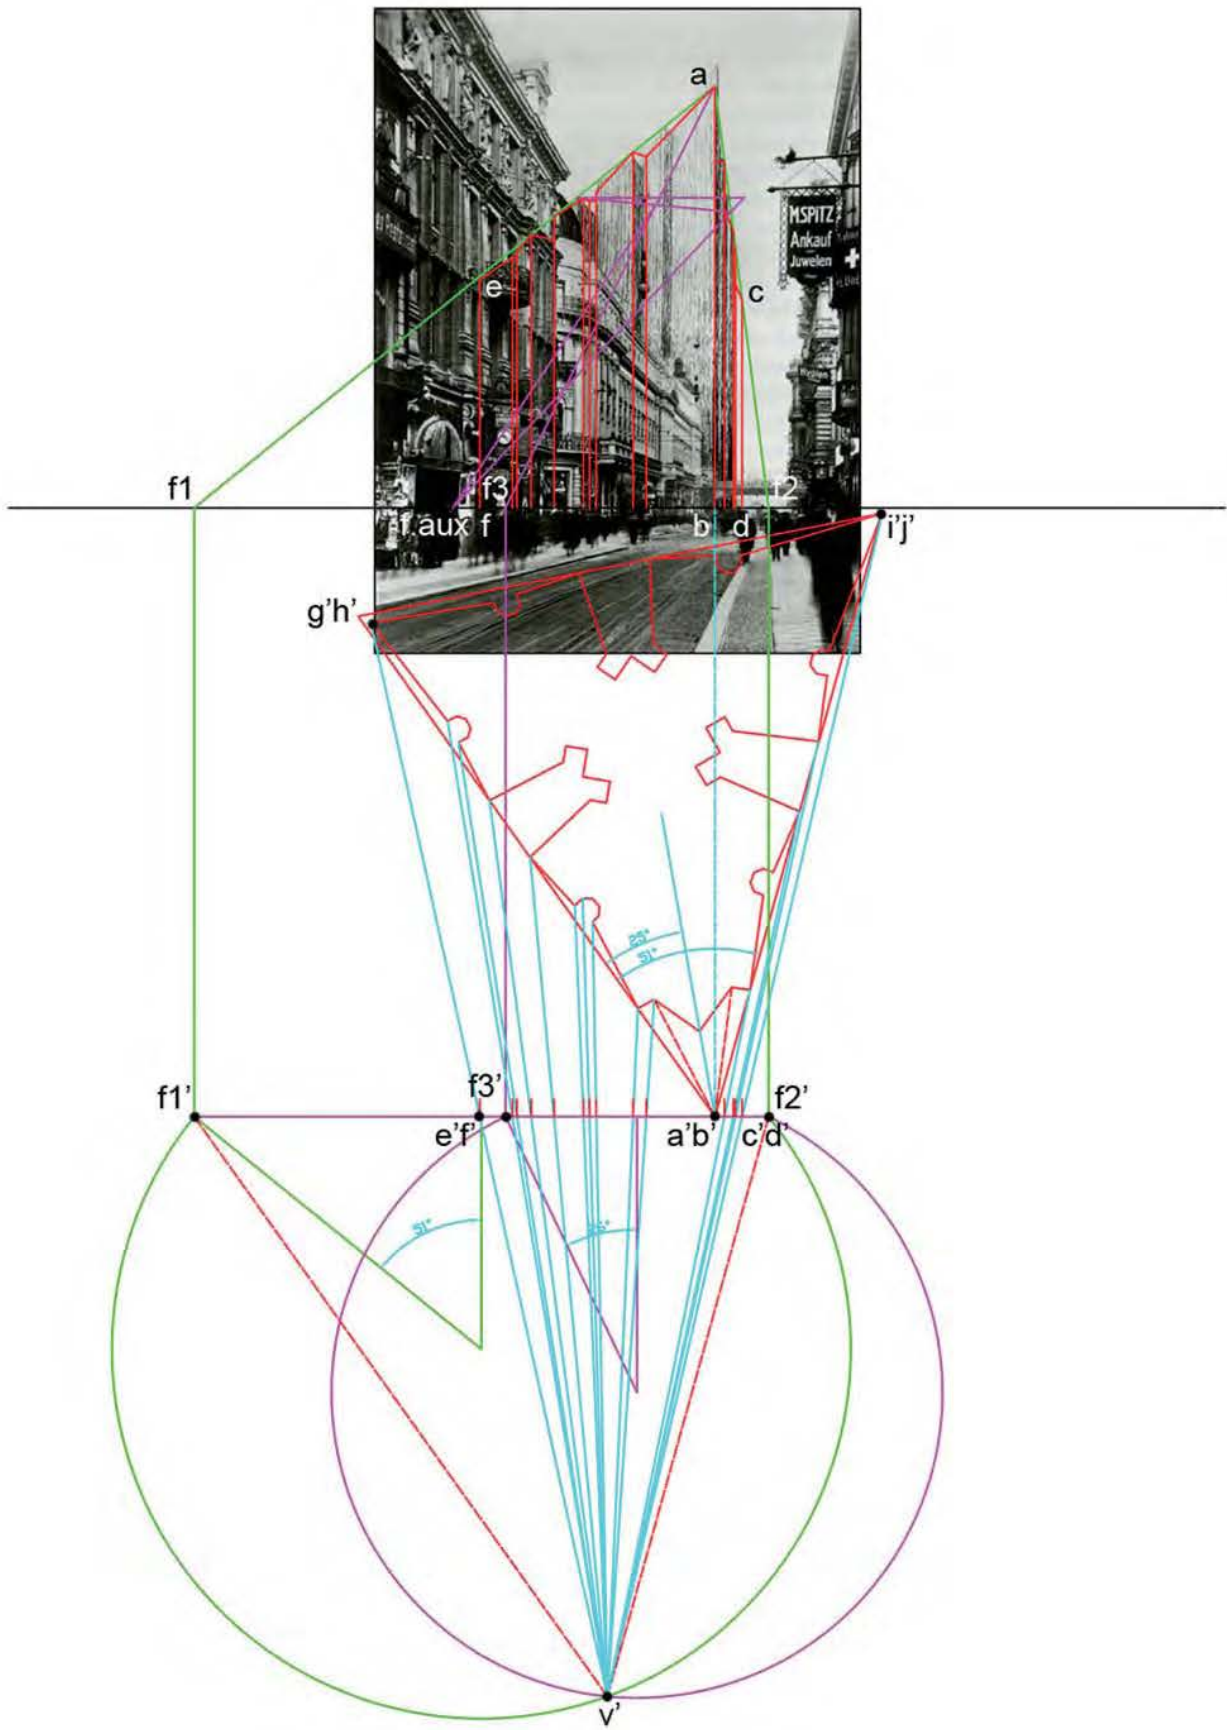 a
MSPITZ
Ankauf
Juwelen
e
c
f1
f3
f2
f.aux
f
b
d
i'j'
g'h'
25°
51°
f1'
f3'
f2'
e'f'
a'b'
c'd'
51°
v'